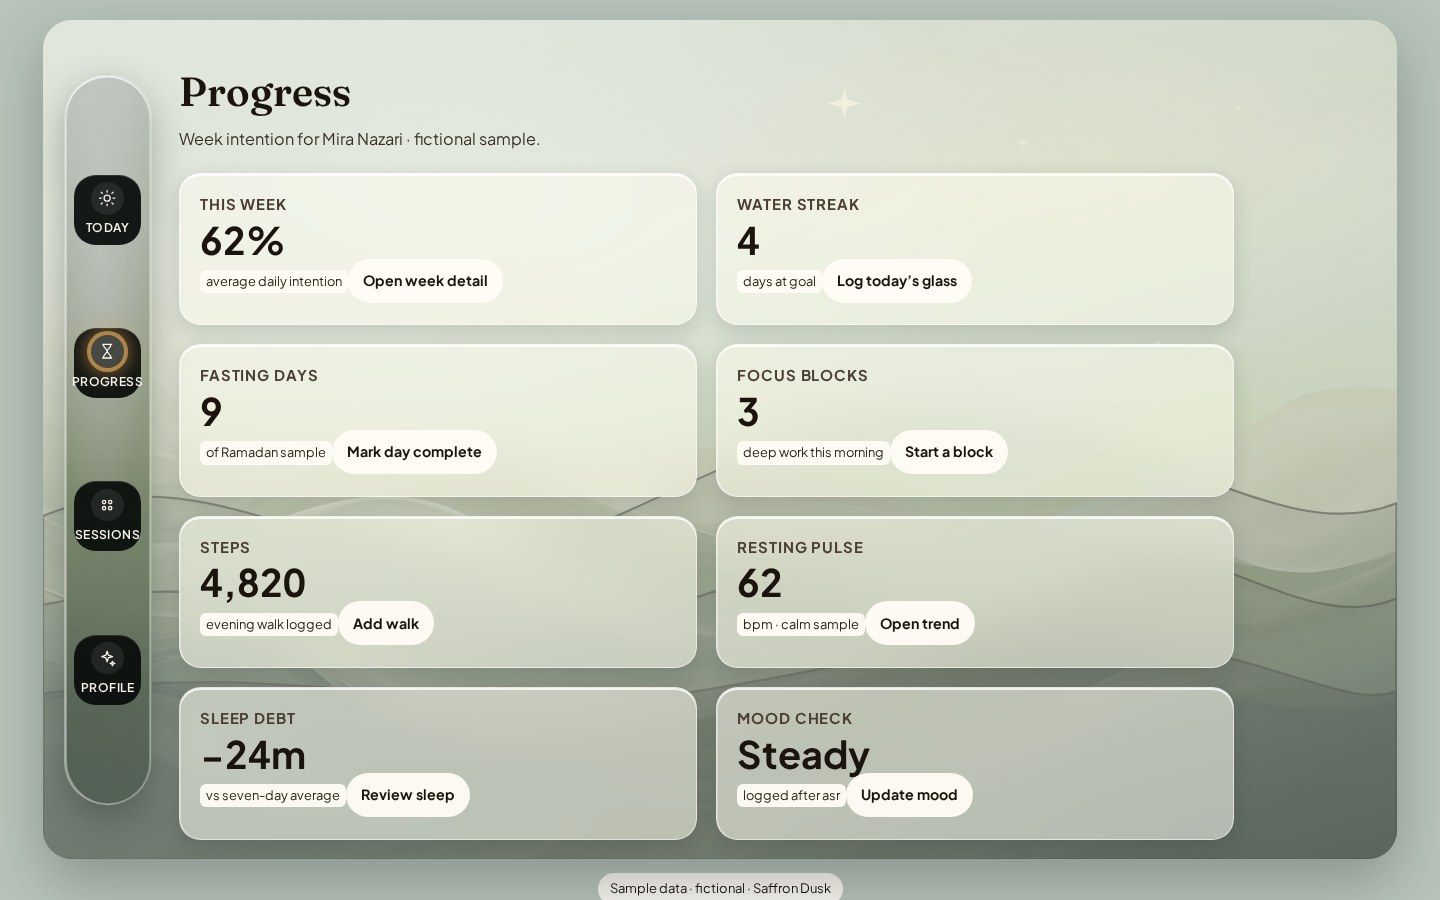 Progress
Week intention for Mira Nazari · fictional sample.
TODAY
PROGRESS
SESSIONS
PROFILE
THIS WEEK
62%
average daily intention
Open week detail
WATER STREAK
4
days at goal
Log today’s glass
FASTING DAYS
9
of Ramadan sample
Mark day complete
FOCUS BLOCKS
3
deep work this morning
Start a block
STEPS
4,820
evening walk logged
Add walk
RESTING PULSE
62
bpm · calm sample
Open trend
SLEEP DEBT
−24m
vs seven-day average
Review sleep
MOOD CHECK
Steady
logged after asr
Update mood
Sample data · fictional · Saffron Dusk